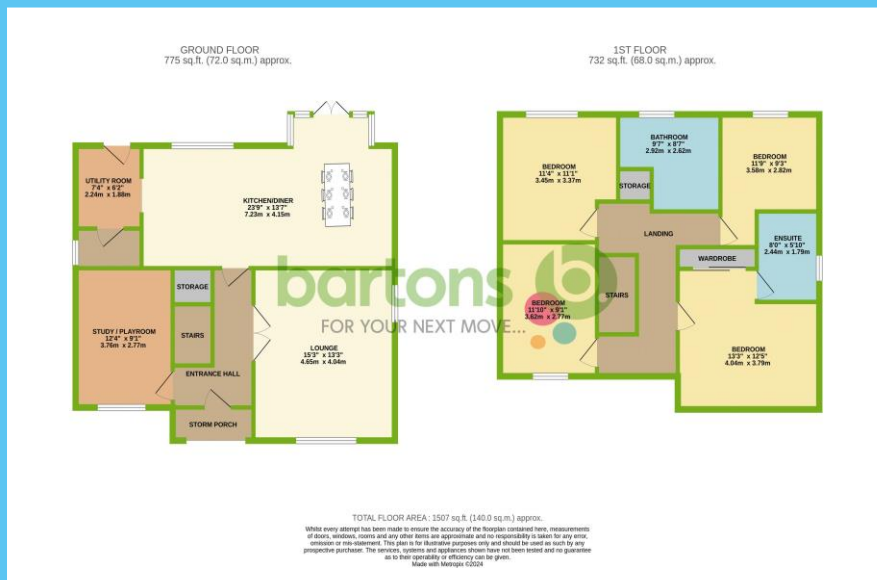 GROUND FLOOR
775 sq.ft. (72.0 sq.m.) approx.
1ST FLOOR
732 sq.ft. (68.0 sq.m.) approx.
UTILITY ROOM
7'4" x 6'2"
2.24m x 1.88m
KITCHEN/DINER
23'9" x 13'7"
7.23m x 4.15m
STORAGE
STAIRS
STUDY / PLAYROOM
12'4" x 9'1"
3.76m x 2.77m
ENTRANCE HALL
LOUNGE
15'3" x 13'3"
4.65m x 4.04m
STORM PORCH
BEDROOM
11'4" x 11'1"
3.45m x 3.37m
BATHROOM
9'7" x 8'7"
2.92m x 2.62m
BEDROOM
11'9" x 9'3"
3.58m x 2.82m
STORAGE
LANDING
ENSUITE
8'0" x 5'10"
2.44m x 1.79m
WARDROBE
STAIRS
BEDROOM
11'10" x 9'1"
3.62m x 2.77m
BEDROOM
13'3" x 12'5"
4.04m x 3.79m
bartons b
FOR YOUR NEXT MOVE...
TOTAL FLOOR AREA : 1507 sq.ft. (140.0 sq.m.) approx.
Whilst every attempt has been made to ensure the accuracy of the floorplan contained here, measurements
of doors, windows, rooms and any other items are approximate and no responsibility is taken for any error,
omission or mis-statement. This plan is for illustrative purposes only and should be used as such by any
prospective purchaser. The services, systems and appliances shown have not been tested and no guarantee
as to their operability or efficiency can be given.
Made with Metropix ©2024